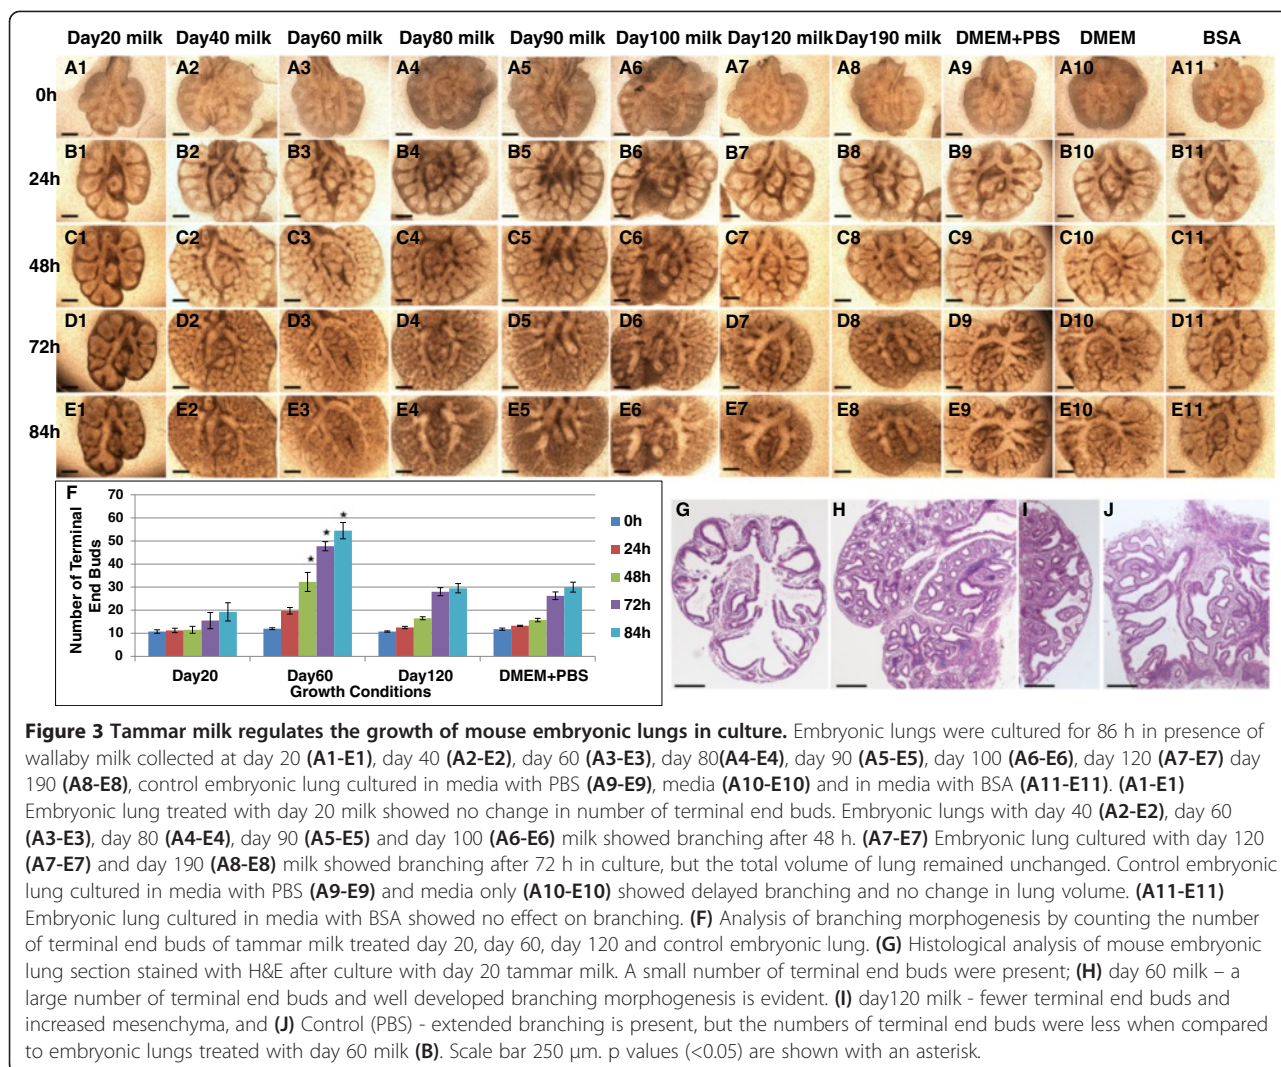 Day20 milk Day40 milk Day60 milk Day80 milk Day90 milk Day100 milk Day120 milk Day190 milk DMEM+PBS DMEM BSA
0h A1 A2 A3 A4 A5 A6 A7 A8 A9 A10 A11
24h B1 B2 B3 B4 B5 B6 B7 B8 B9 B10 B11
48h C1 C2 C3 C4 C5 C6 C7 C8 C9 C10 C11
72h D1 D2 D3 D4 D5 D6 D7 D8 D9 D10 D11
84h E1 E2 E3 E4 E5 E6 E7 E8 E9 E10 E11
F
Number of Terminal
End Buds
70
60
50
40
30
20
10
0
* * *
Day20 Day60 Day120 DMEM+PBS
Growth Conditions
0h
24h
48h
72h
84h
G H I J
Figure 3 Tammar milk regulates the growth of mouse embryonic lungs in culture. Embryonic lungs were cultured for 86 h in presence of
wallaby milk collected at day 20 (A1-E1), day 40 (A2-E2), day 60 (A3-E3), day 80(A4-E4), day 90 (A5-E5), day 100 (A6-E6), day 120 (A7-E7) day
190 (A8-E8), control embryonic lung cultured in media with PBS (A9-E9), media (A10-E10) and in media with BSA (A11-E11). (A1-E1)
Embryonic lung treated with day 20 milk showed no change in number of terminal end buds. Embryonic lungs with day 40 (A2-E2), day 60
(A3-E3), day 80 (A4-E4), day 90 (A5-E5) and day 100 (A6-E6) milk showed branching after 48 h. (A7-E7) Embryonic lung cultured with day 120
(A7-E7) and day 190 (A8-E8) milk showed branching after 72 h in culture, but the total volume of lung remained unchanged. Control embryonic
lung cultured in media with PBS (A9-E9) and media only (A10-E10) showed delayed branching and no change in lung volume. (A11-E11)
Embryonic lung cultured in media with BSA showed no effect on branching. (F) Analysis of branching morphogenesis by counting the number
of terminal end buds of tammar milk treated day 20, day 60, day 120 and control embryonic lung. (G) Histological analysis of mouse embryonic
lung section stained with H&E after culture with day 20 tammar milk. A small number of terminal end buds were present; (H) day 60 milk – a
large number of terminal end buds and well developed branching morphogenesis is evident. (I) day120 milk - fewer terminal end buds and
increased mesenchyma, and (J) Control (PBS) - extended branching is present, but the numbers of terminal end buds were less when compared
to embryonic lungs treated with day 60 milk (B). Scale bar 250 μm. p values (<0.05) are shown with an asterisk.